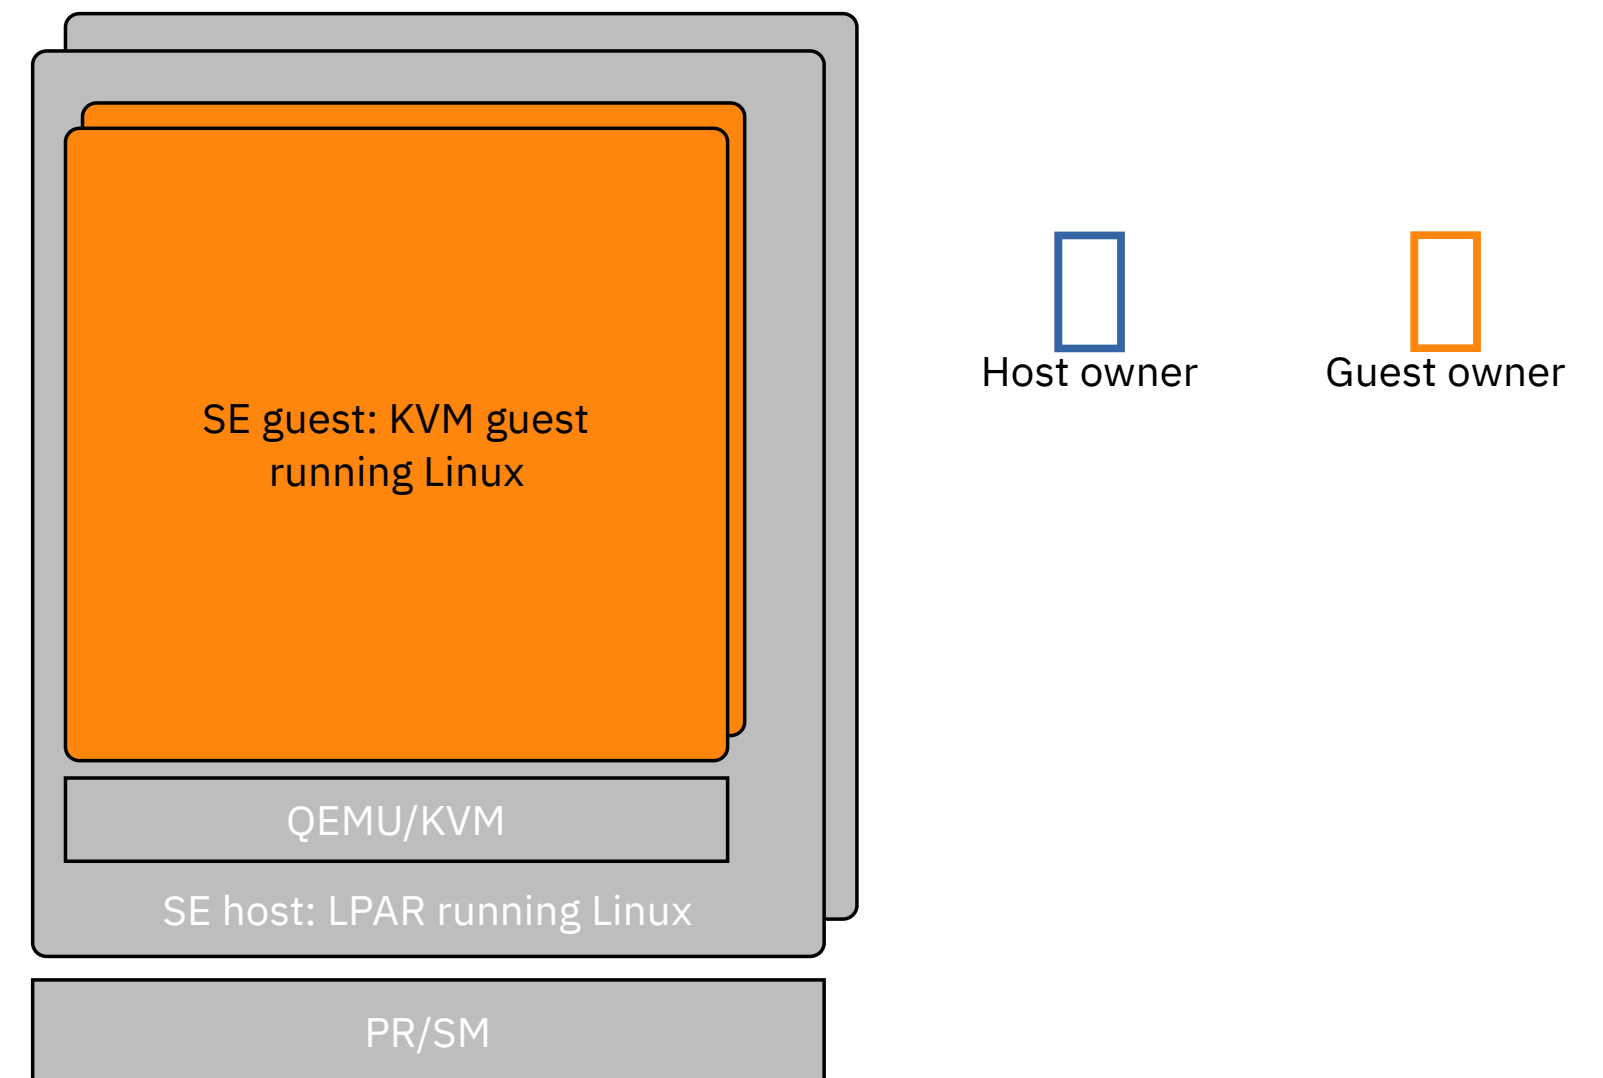 SE guest: KVM guest
running Linux
QEMU/KVM
SE host: LPAR running Linux
PR/SM
Host owner
Guest owner